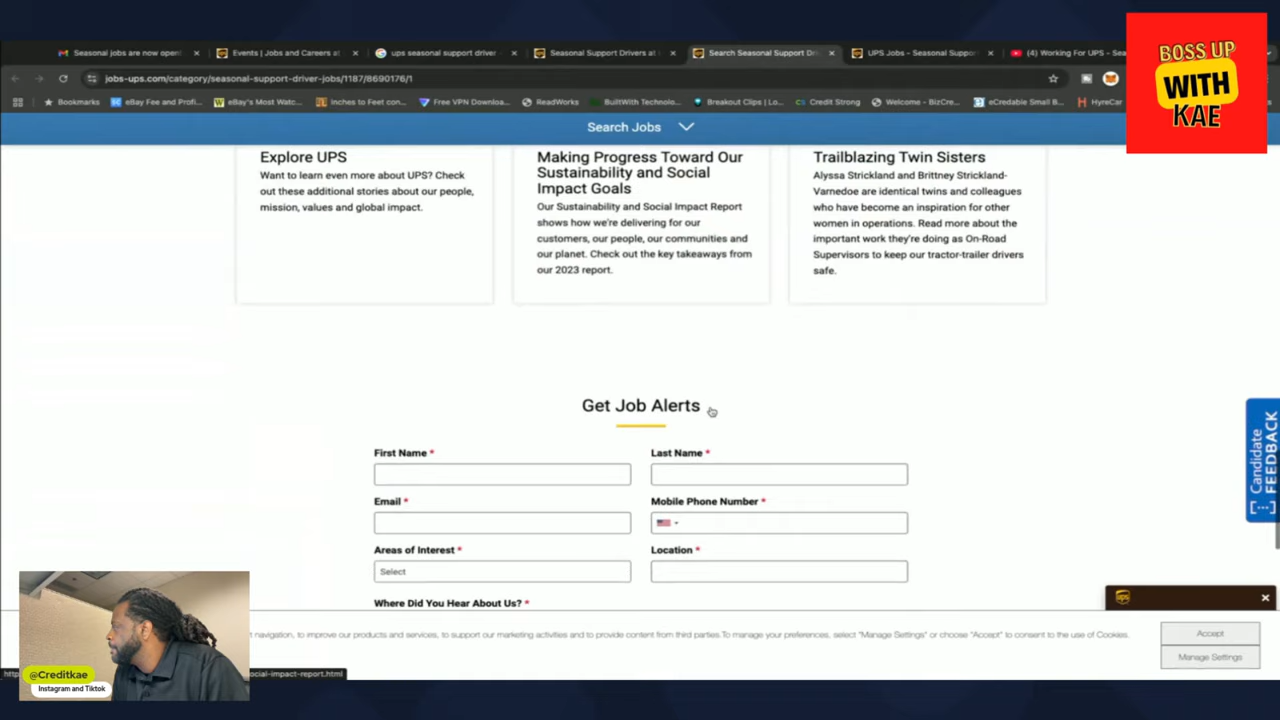 BOSS UP
WITH
KAE
Seasonal jobs are now open
Events | Jobs and Careers at
ups seasonal support driver
Seasonal Support Drivers at
Search Seasonal Support Dri
UPS Jobs - Seasonal Suppor
(4) Working For UPS - Sea
jobs-ups.com/category/seasonal-support-driver-jobs/1187/8690176/1
Bookmarks
eBay Fee and Profi...
eBay's Most Watc...
Inches to Feet con...
Free VPN Downloa...
ReadWorks
BuiltWith Technolo...
Breakout Clips | Lo...
Credit Strong
Welcome - BizCre...
eCredable Small B...
HyreCar
Search Jobs
Explore UPS
Want to learn even more about UPS? Check
out these additional stories about our people,
mission, values and global impact.
Making Progress Toward Our
Sustainability and Social
Impact Goals
Our Sustainability and Social Impact Report
shows how we're delivering for our
customers, our people, our communities and
our planet. Check out the key takeaways from
our 2023 report.
Trailblazing Twin Sisters
Alyssa Strickland and Brittney Strickland-
Varnedoe are identical twins and colleagues
who have become an inspiration for other
women in operations. Read more about the
important work they're doing as On-Road
Supervisors to keep our tractor-trailer drivers
safe.
Get Job Alerts
First Name *
Last Name *
Email *
Mobile Phone Number *
Areas of Interest *
Location *
Select
Where Did You Hear About Us? *
Candidate
FEEDBACK
ups
t navigation, to improve our products and services, to support our marketing activities and to provide content from third parties.To manage your preferences, select "Manage Settings" or choose "Accept" to consent to the use of Cookies.
Accept
Manage Settings
ocial-impact-report.html
@Creditkae
Instagram and Tiktok